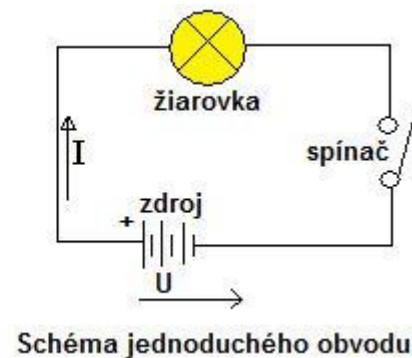 žiarovka
I
spínač
+ zdroj
U
Schéma jednoduchého obvodu